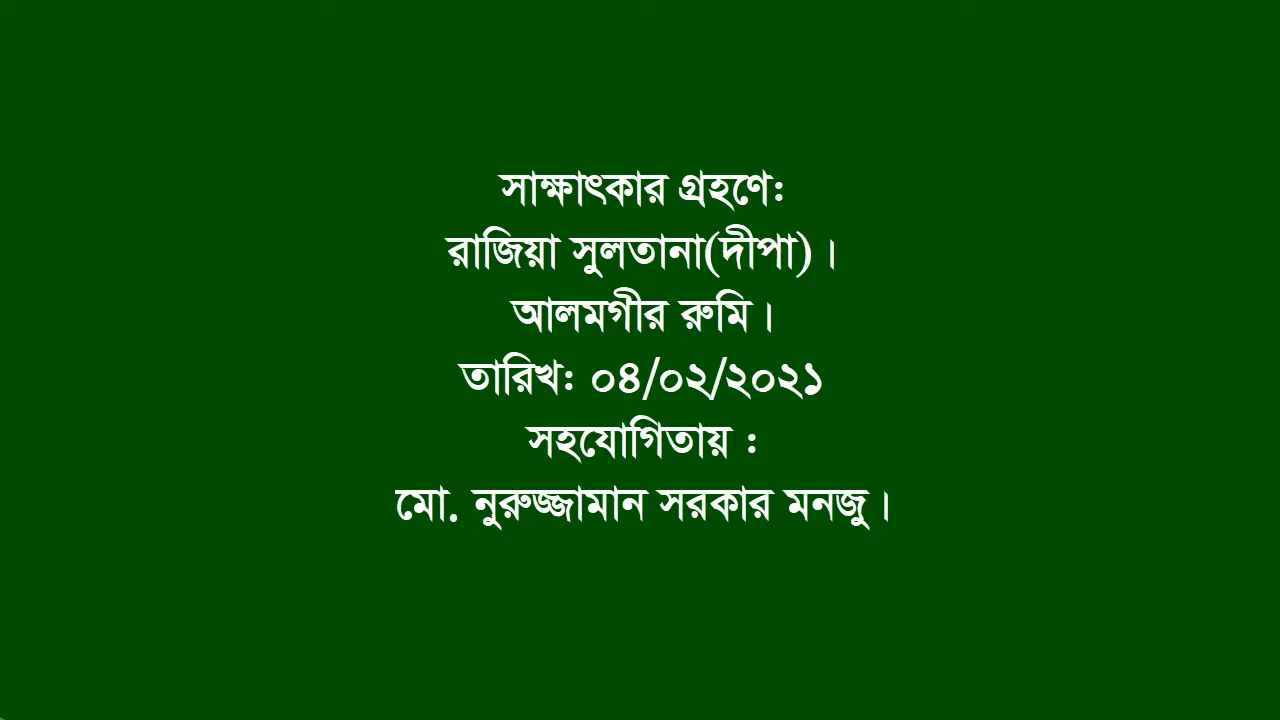 সাক্ষাৎকার গ্রহণে:
রাজিয়া সুলতানা(দীপা)।
আলমগীর রুমি।
তারিখ: ০৪/০২/২০২১
সহযোগিতায় :
মো. নুরুজ্জামান সরকার মনজু।